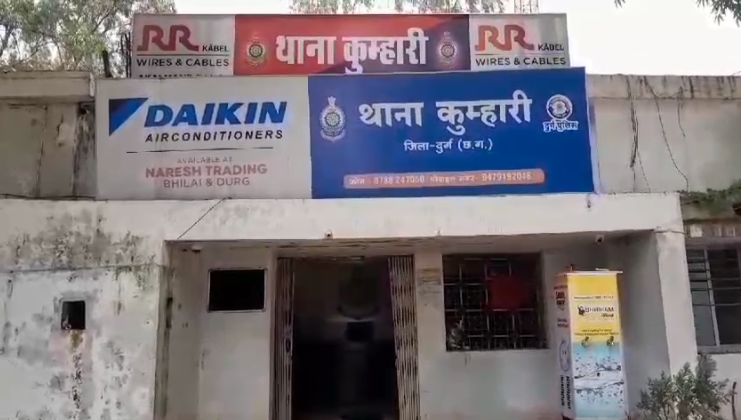 RR KABEL
WIRES & CABLES
थाना कुम्हारी
RR KABEL
WIRES & CABLES
DAIKIN
AIRCONDITIONERS
AVAILABLE AT
NARESH TRADING
BHILAI & DURG
थाना कुम्हारी
जिला-दुर्ग (छ.ग.)